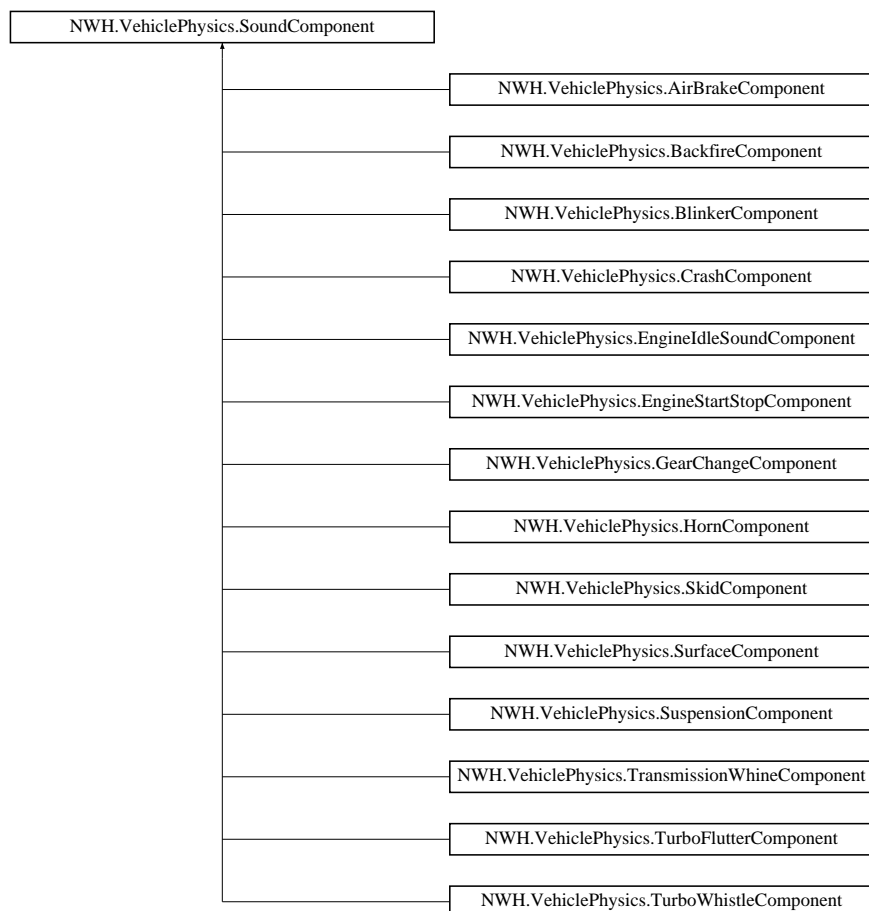 NWH.VehiclePhysics.SoundComponent
NWH.VehiclePhysics.AirBrakeComponent
NWH.VehiclePhysics.BackfireComponent
NWH.VehiclePhysics.BlinkerComponent
NWH.VehiclePhysics.CrashComponent
NWH.VehiclePhysics.EngineIdleSoundComponent
NWH.VehiclePhysics.EngineStartStopComponent
NWH.VehiclePhysics.GearChangeComponent
NWH.VehiclePhysics.HornComponent
NWH.VehiclePhysics.SkidComponent
NWH.VehiclePhysics.SurfaceComponent
NWH.VehiclePhysics.SuspensionComponent
NWH.VehiclePhysics.TransmissionWhineComponent
NWH.VehiclePhysics.TurboFlutterComponent
NWH.VehiclePhysics.TurboWhistleComponent